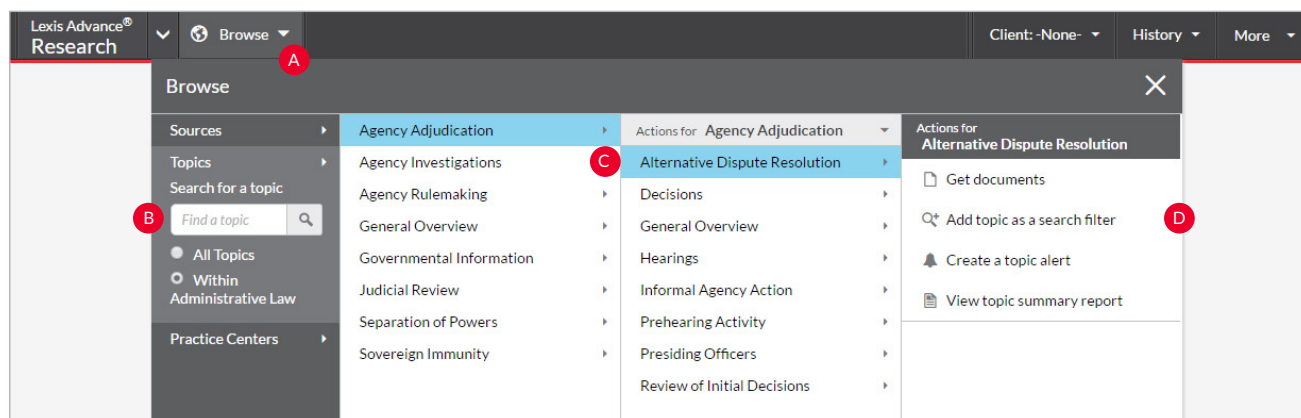 Lexis Advance®
Research
Browse
Client: -None-
History
More
A
Browse
Sources
Topics
Search for a topic
B
Find a topic
All Topics
Within
Administrative Law
Practice Centers
Agency Adjudication
Agency Investigations
Agency Rulemaking
General Overview
Governmental Information
Judicial Review
Separation of Powers
Sovereign Immunity
Actions for Agency Adjudication
C
Alternative Dispute Resolution
Decisions
General Overview
Hearings
Informal Agency Action
Prehearing Activity
Presiding Officers
Review of Initial Decisions
Actions for
Alternative Dispute Resolution
Get documents
Add topic as a search filter
D
Create a topic alert
View topic summary report